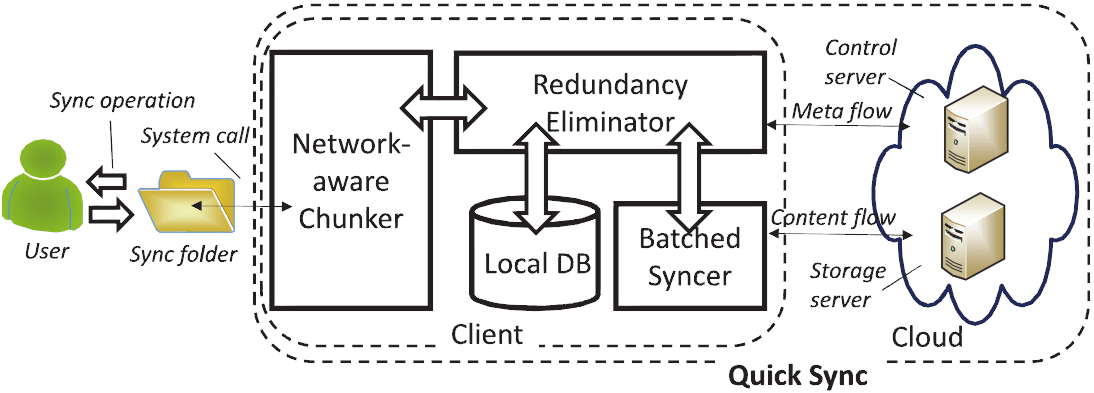 Sync operation
System call
User
Sync folder
Network-
aware
Chunker
Redundancy
Eliminator
Local DB
Batched
Syncer
Client
Meta flow
Content flow
Control
server
Storage
server
Cloud
Quick Sync